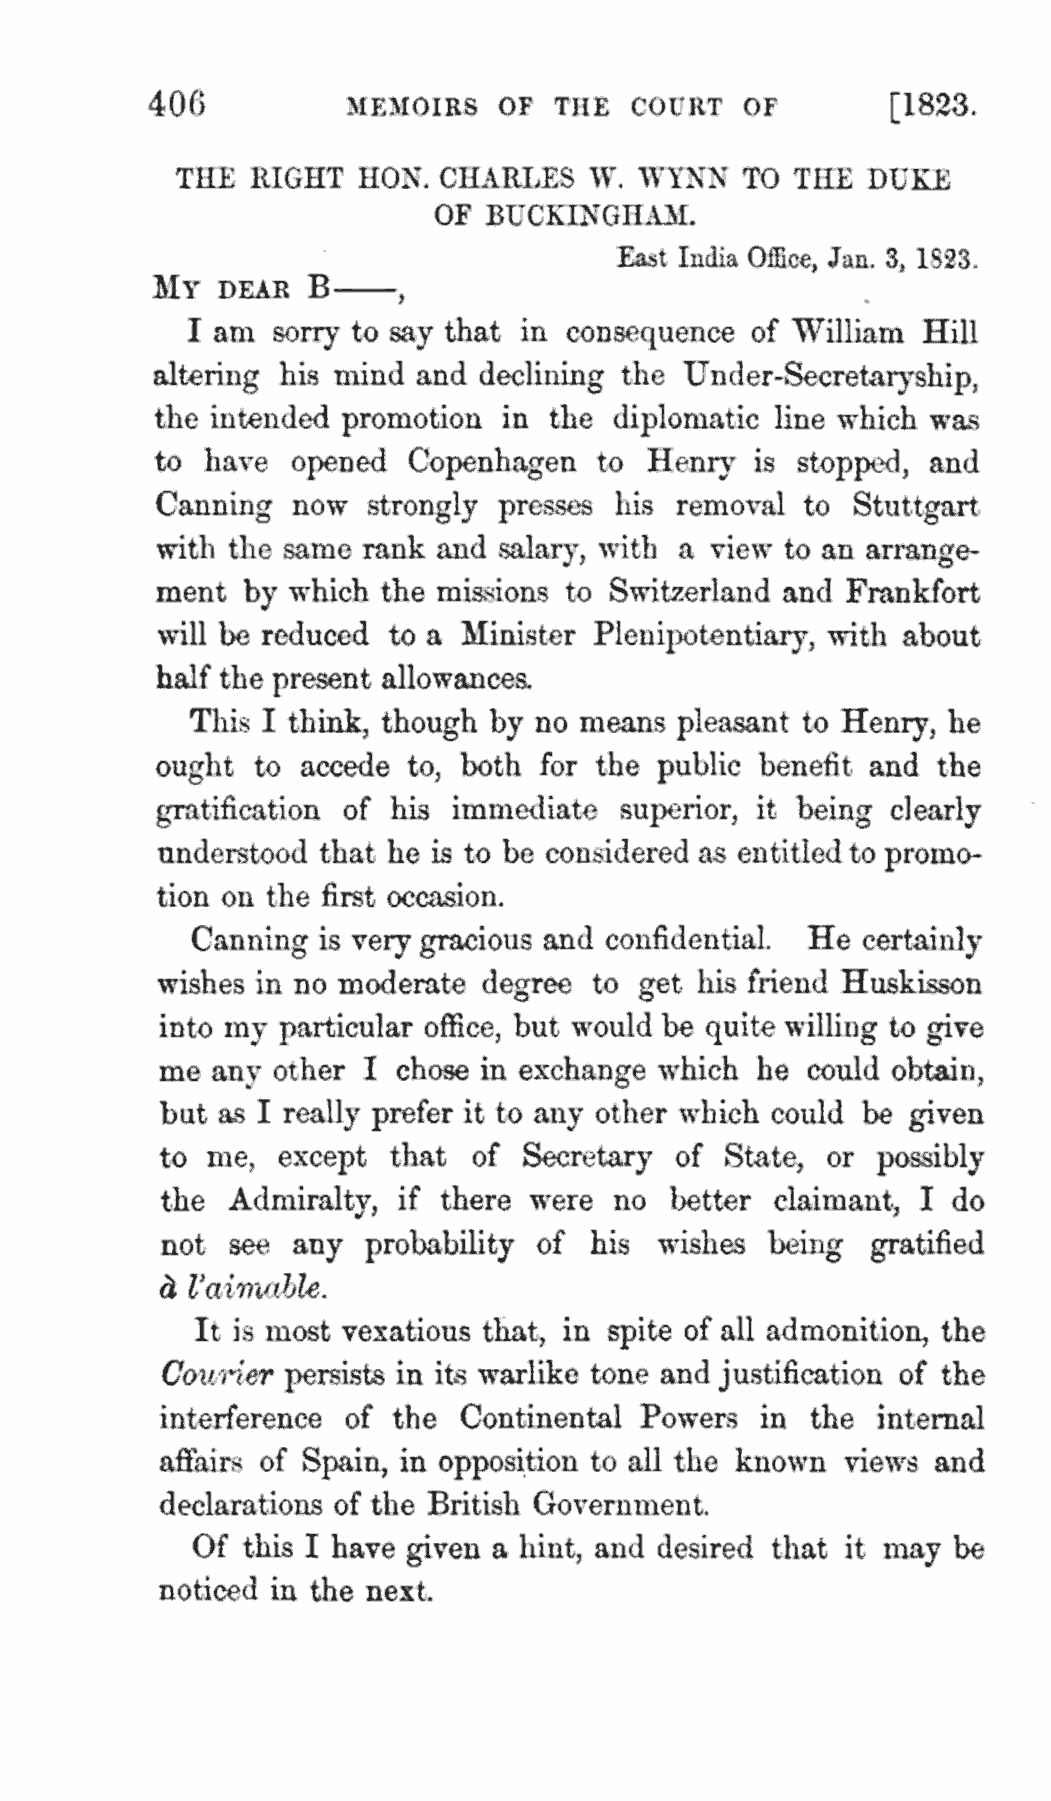 406 MEMOIRS OF THE COURT OF [1823.
THE RIGHT HON. CHARLES W. WYNN TO THE DUKE
OF BUCKINGHAM.
East India Office, Jan. 3, 1823.
MY DEAR B——,
I am sorry to say that in consequence of William Hill
altering his mind and declining the Under-Secretaryship,
the intended promotion in the diplomatic line which was
to have opened Copenhagen to Henry is stopped, and
Canning now strongly presses his removal to Stuttgart
with the same rank and salary, with a view to an arrange-
ment by which the missions to Switzerland and Frankfort
will be reduced to a Minister Plenipotentiary, with about
half the present allowances.
This I think, though by no means pleasant to Henry, he
ought to accede to, both for the public benefit and the
gratification of his immediate superior, it being clearly
understood that he is to be considered as entitled to promo-
tion on the first occasion.
Canning is very gracious and confidential. He certainly
wishes in no moderate degree to get his friend Huskisson
into my particular office, but would be quite willing to give
me any other I chose in exchange which he could obtain,
but as I really prefer it to any other which could be given
to me, except that of Secretary of State, or possibly
the Admiralty, if there were no better claimant, I do
not see any probability of his wishes being gratified
à l'aimable.
It is most vexatious that, in spite of all admonition, the
Courier persists in its warlike tone and justification of the
interference of the Continental Powers in the internal
affairs of Spain, in opposition to all the known views and
declarations of the British Government.
Of this I have given a hint, and desired that it may be
noticed in the next.